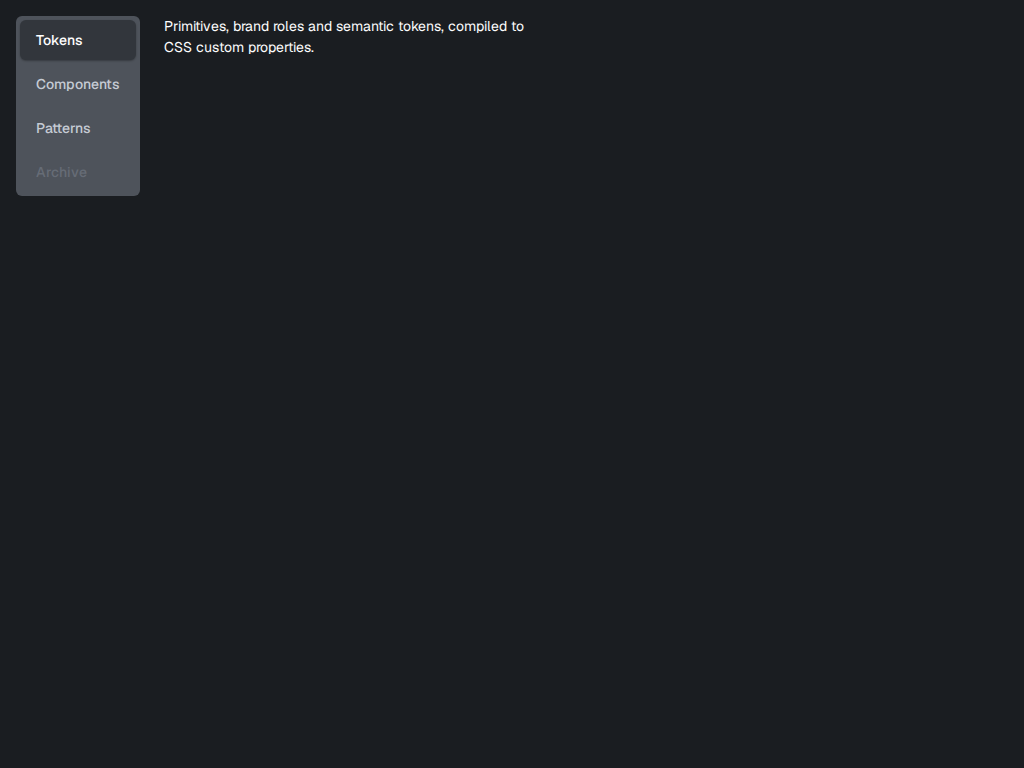 Tokens
Components
Patterns
Archive
Primitives, brand roles and semantic tokens, compiled to
CSS custom properties.